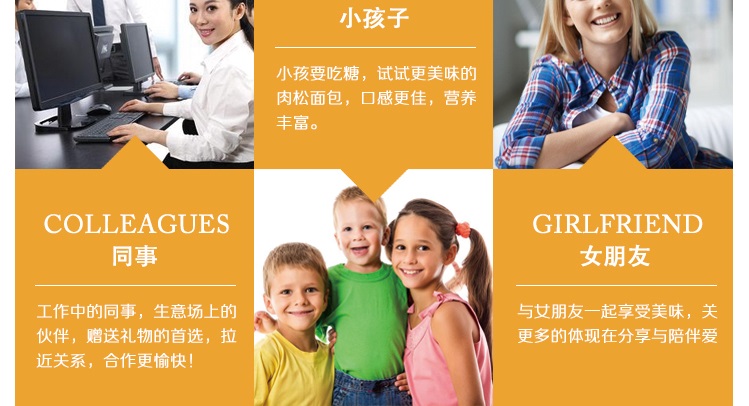 小孩子
小孩要吃糖，试试更美味的
肉松面包，口感更佳，营养
丰富。
COLLEAGUES
同事
工作中的同事，生意场上的
伙伴，赠送礼物的首选，拉
近关系，合作更愉快！
GIRLFRIEND
女朋友
与女朋友一起享受美味，关
更多的体现在分享与陪伴爱